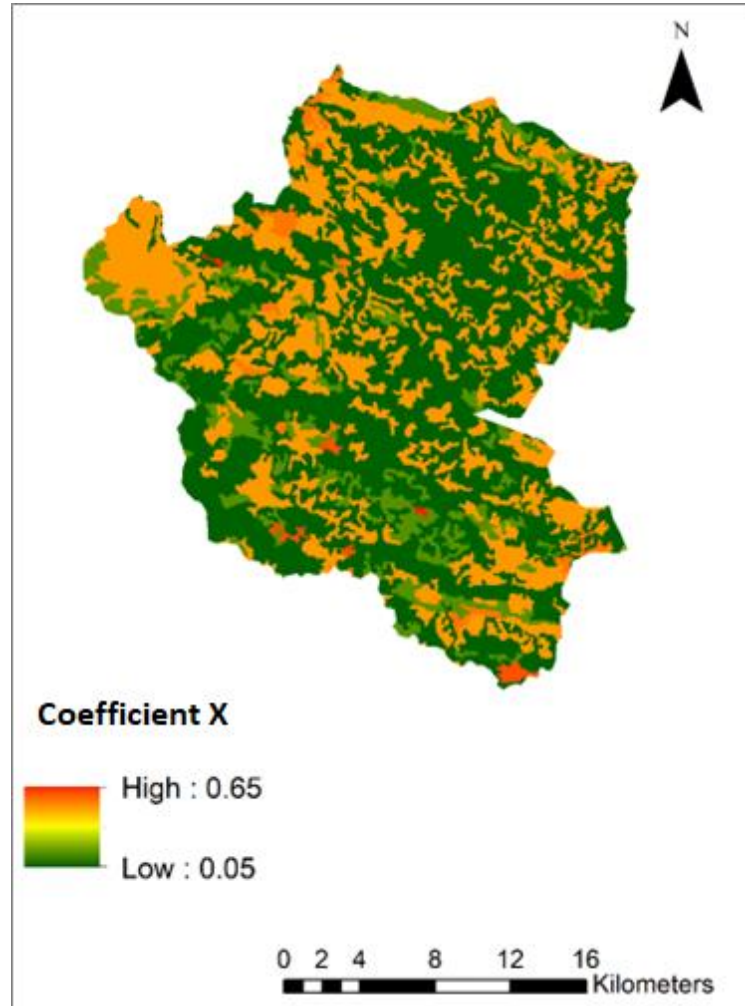 N
Coefficient X
High : 0.65
Low : 0.05
0 2 4 8 12 16
Kilometers